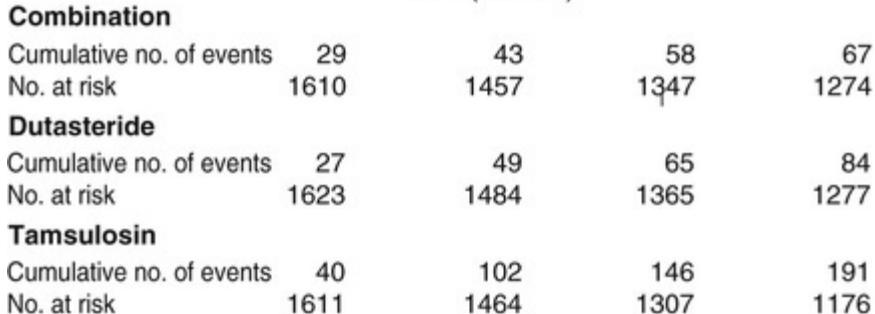 Combination
Cumulative no. of events 29 43 58 67
No. at risk 1610 1457 1347 1274
Dutasteride
Cumulative no. of events 27 49 65 84
No. at risk 1623 1484 1365 1277
Tamsulosin
Cumulative no. of events 40 102 146 191
No. at risk 1611 1464 1307 1176